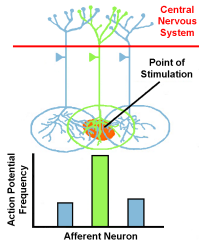 Central
Nervous
System
Point of
Stimulation
Action Potential
Frequency
Afferent Neuron